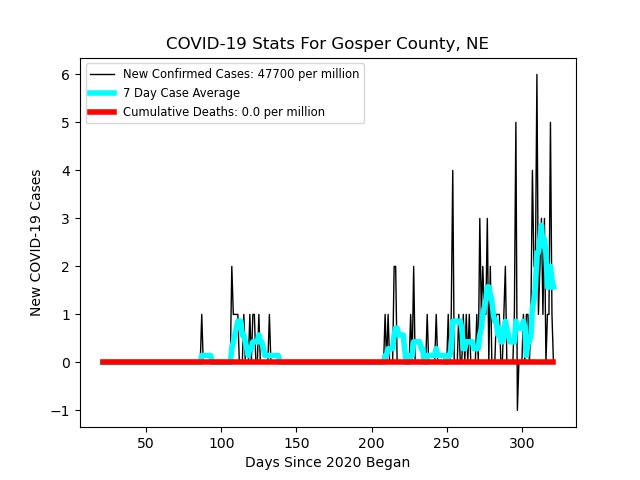 COVID-19 Stats For Gosper County, NE
New Confirmed Cases: 47700 per million
7 Day Case Average
Cumulative Deaths: 0.0 per million
6
5
4
3
2
1
0
−1
New COVID-19 Cases
50 100 150 200 250 300
Days Since 2020 Began